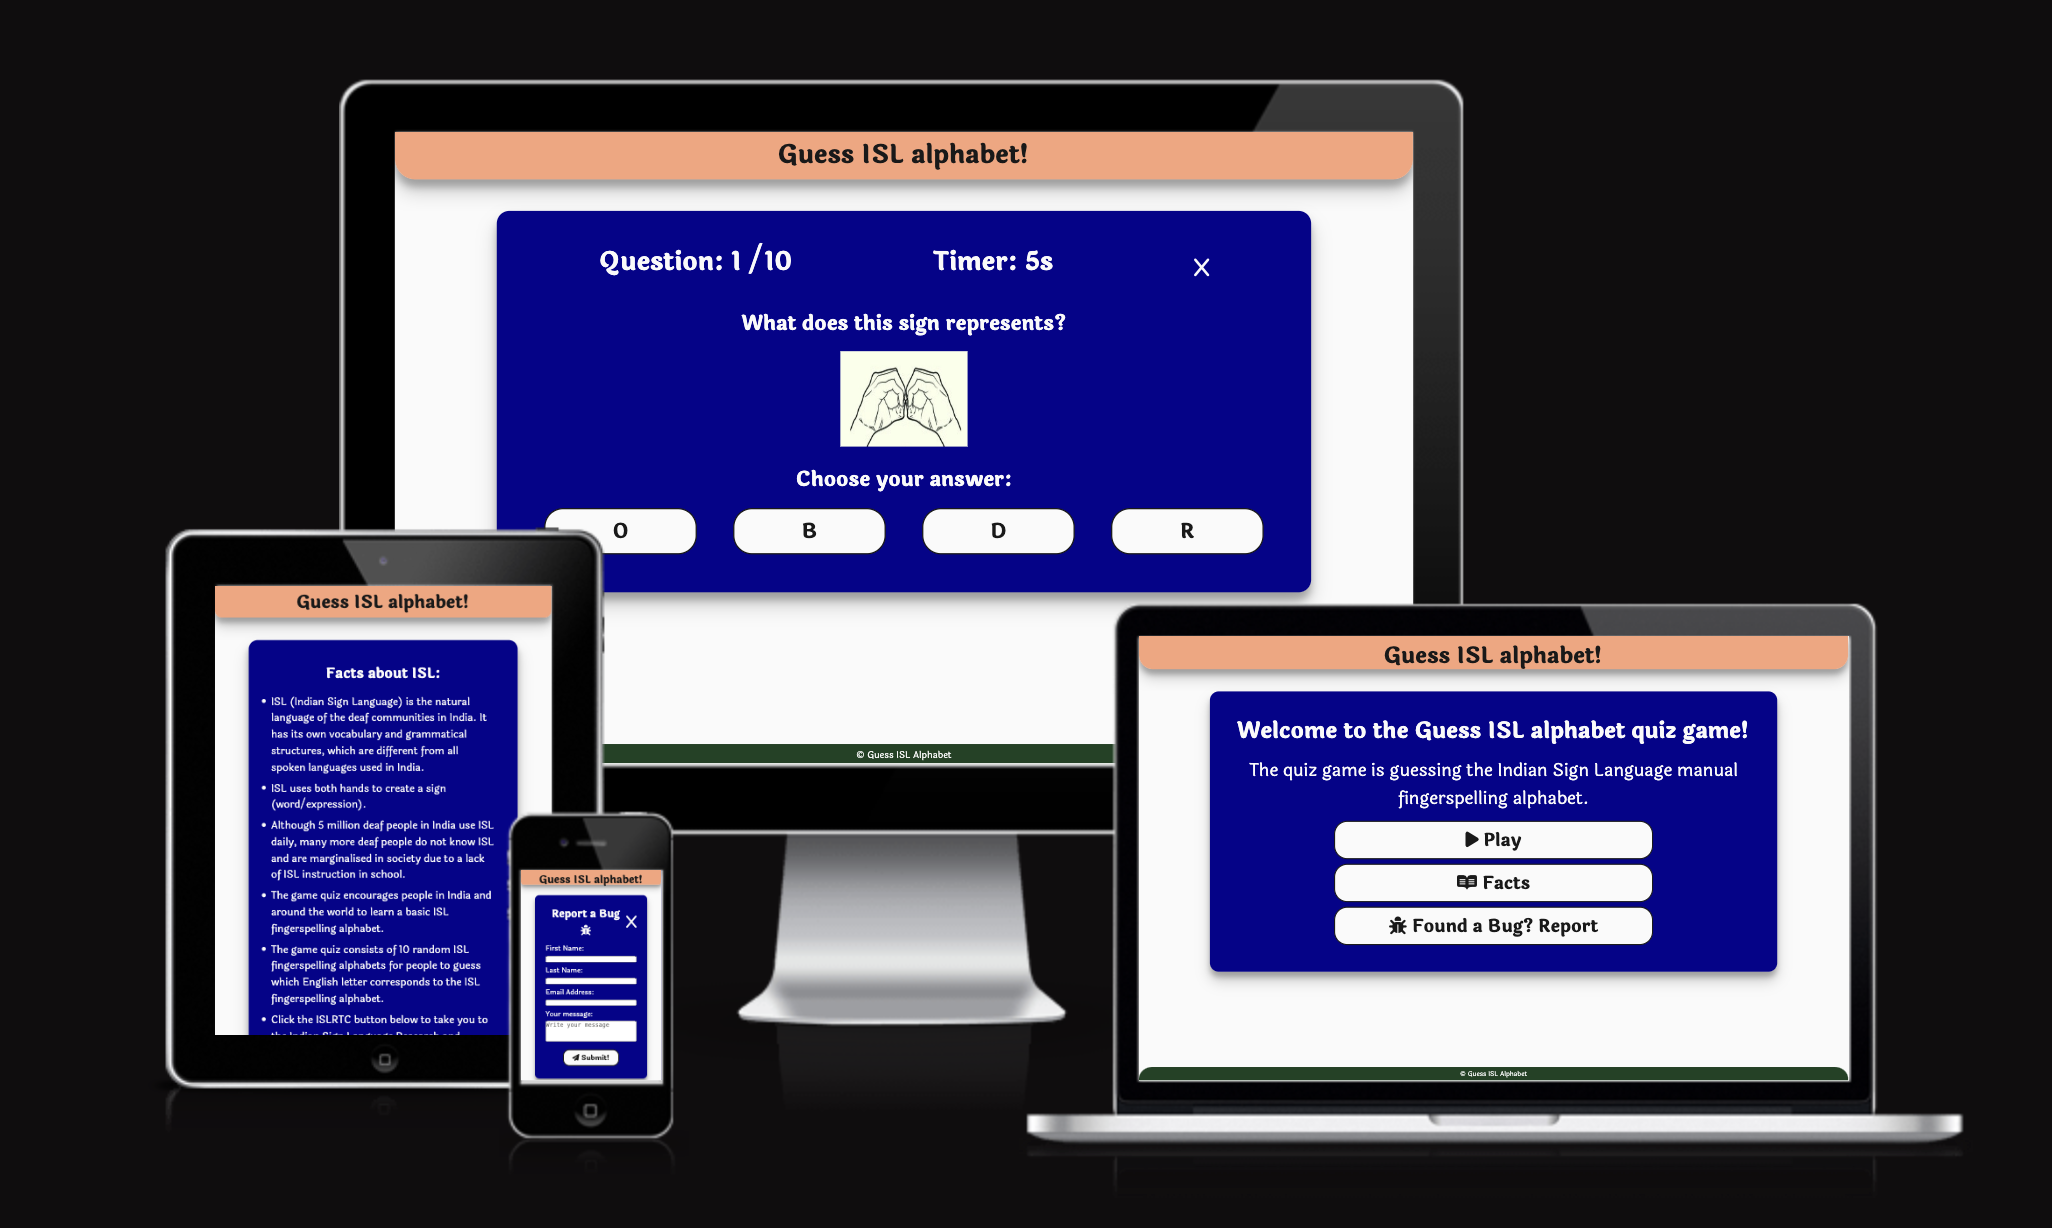 Guess ISL alphabet!
Question: 1 /10
Timer: 5s
X
What does this sign represents?
Choose your answer:
O
B
D
R
© Guess ISL Alphabet
Guess ISL alphabet!
Facts about ISL:
• ISL (Indian Sign Language) is the natural
language of the deaf communities in India. It
has its own vocabulary and grammatical
structures, which are different from all
spoken languages used in India.
• ISL uses both hands to create a sign
(word/expression).
• Although 5 million deaf people in India use ISL
daily, many more deaf people do not know ISL
and are marginalised in society due to a lack
of ISL instruction in school.
• The game quiz encourages people in India and
around the world to learn a basic ISL
fingerspelling alphabet.
• The game quiz consists of 10 random ISL
fingerspelling alphabets for people to guess
which English letter corresponds to the ISL
fingerspelling alphabet.
• Click the ISLRTC button below to take you to
the Indian Sign Language Research and
Guess ISL alphabet!
Report a Bug
X
First Name:
Last Name:
Email Address:
Your message:
Write your message
Submit!
Guess ISL alphabet!
Welcome to the Guess ISL alphabet quiz game!
The quiz game is guessing the Indian Sign Language manual
fingerspelling alphabet.
Play
Facts
Found a Bug? Report
© Guess ISL Alphabet